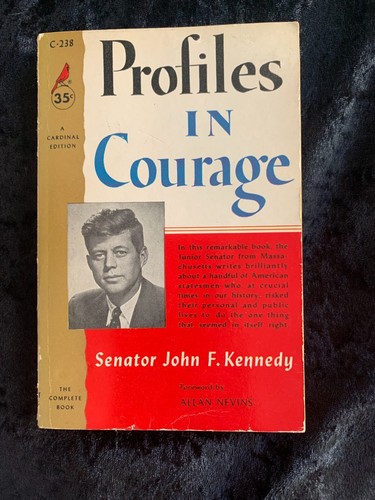 C-238
35¢
A
CARDINAL
EDITION
Profiles
IN
Courage
In this remarkable book, the
Junior Senator from Massa-
chusetts writes brilliantly
about a handful of American
statesmen who at crucial
times in our history risked
their personal and public
lives to do the one thing
that seemed in itself right.
Senator John F. Kennedy
Foreword by
ALLAN NEVINS
THE
COMPLETE
BOOK